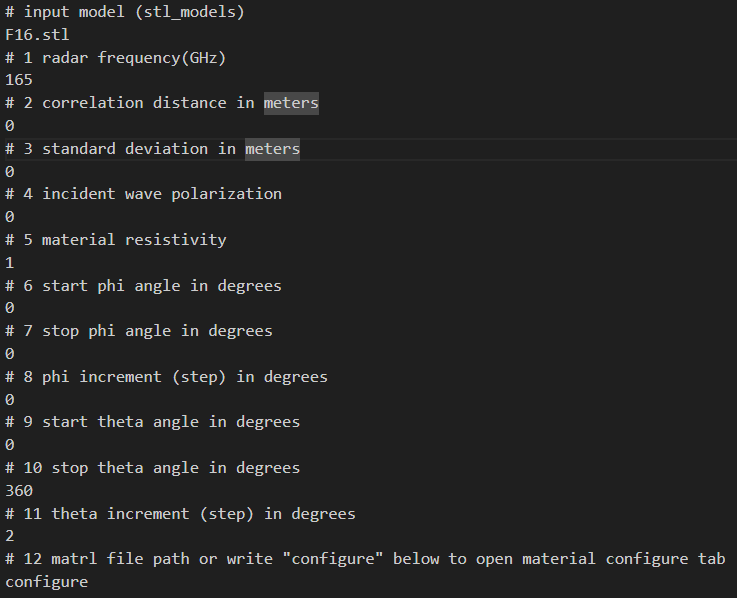 # input model (stl_models)
F16.stl
# 1 radar frequency(GHz)
165
# 2 correlation distance in meters
0
# 3 standard deviation in meters
0
# 4 incident wave polarization
0
# 5 material resistivity
1
# 6 start phi angle in degrees
0
# 7 stop phi angle in degrees
0
# 8 phi increment (step) in degrees
0
# 9 start theta angle in degrees
0
# 10 stop theta angle in degrees
360
# 11 theta increment (step) in degrees
2
# 12 matrl file path or write "configure" below to open material configure tab
configure